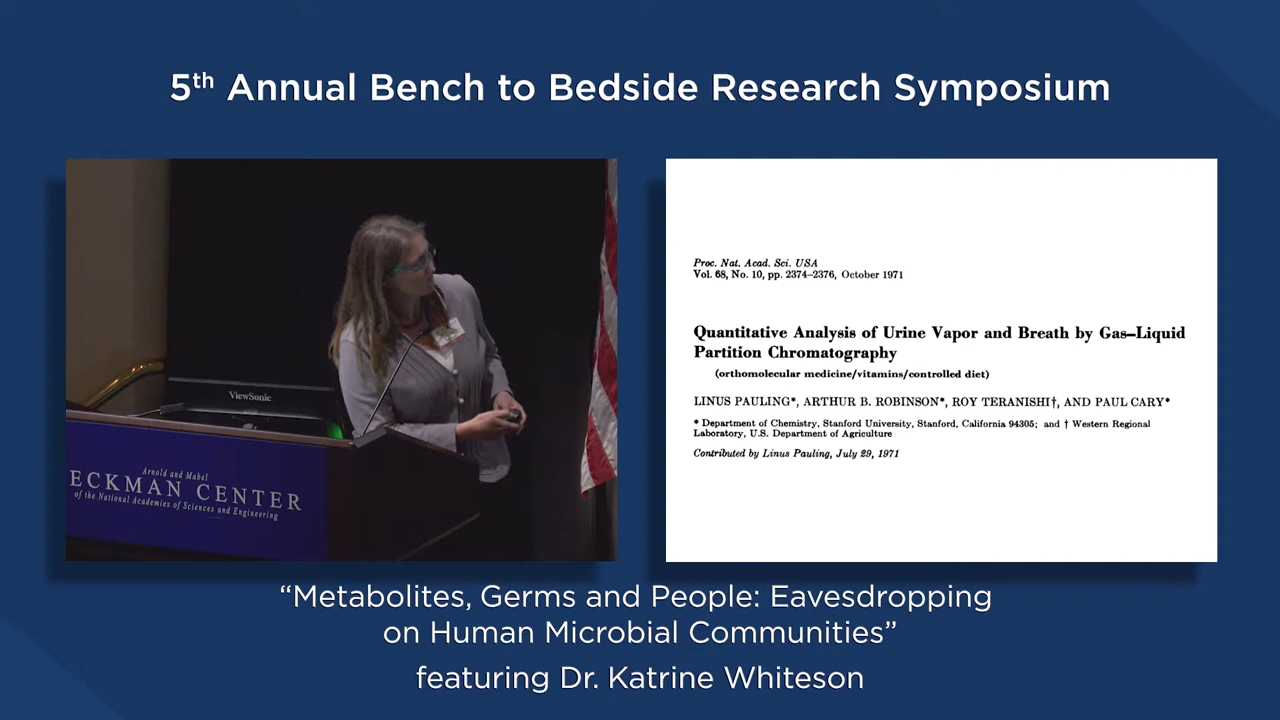 5th Annual Bench to Bedside Research Symposium
ViewSonic
Arnold and Mabel
ECKMAN CENTER
of the National Academies of Sciences and Engineering
Proc. Nat. Acad. Sci. USA
Vol. 68, No. 10, pp. 2374–2376, October 1971
Quantitative Analysis of Urine Vapor and Breath by Gas–Liquid
Partition Chromatography
(orthomolecular medicine/vitamins/controlled diet)
LINUS PAULING*, ARTHUR B. ROBINSON*, ROY TERANISHI†, AND PAUL CARY*
* Department of Chemistry, Stanford University, Stanford, California 94305; and † Western Regional
Laboratory, U.S. Department of Agriculture
Contributed by Linus Pauling, July 29, 1971
“Metabolites, Germs and People: Eavesdropping
on Human Microbial Communities”
featuring Dr. Katrine Whiteson